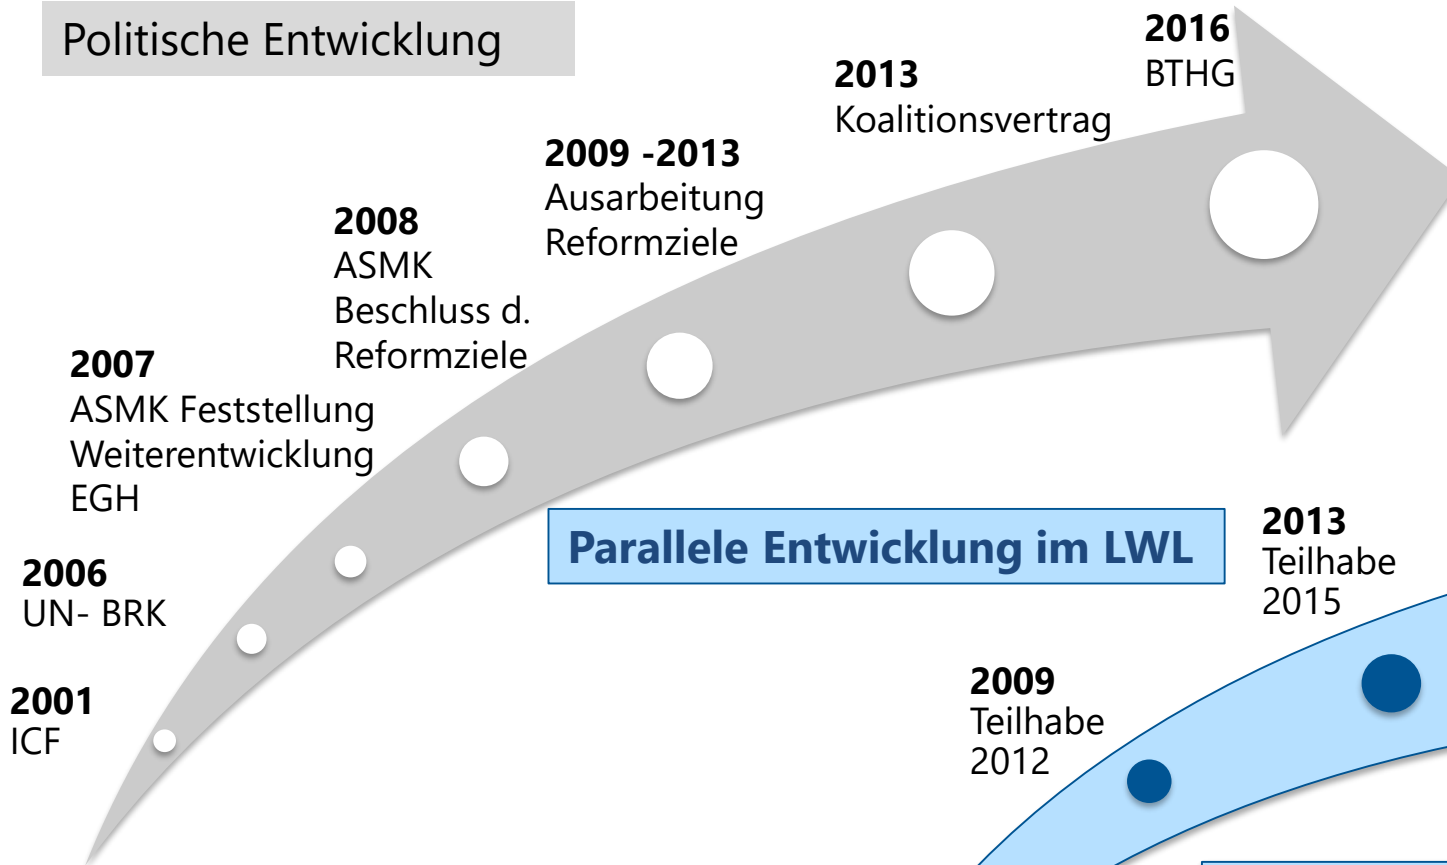 Politische Entwicklung
2001
ICF
2006
UN- BRK
2007
ASMK Feststellung
Weiterentwicklung
EGH
2008
ASMK
Beschluss d.
Reformziele
2009 -2013
Ausarbeitung
Reformziele
2013
Koalitionsvertrag
2016
BTHG
Parallele Entwicklung im LWL
2009
Teilhabe
2012
2013
Teilhabe
2015